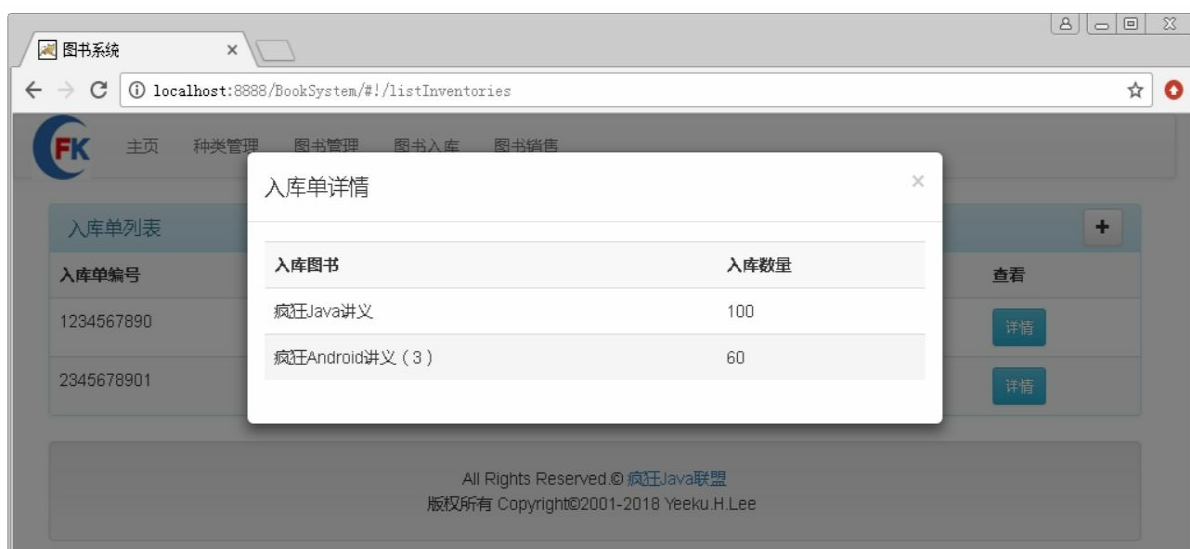 图书系统
localhost:8888/BookSystem/#!/listInventories
FK 主页 种类管理 图书管理 图书入库 图书销售
入库单详情 ×
入库单列表 +
入库单编号 查看
入库图书 入库数量
疯狂Java讲义 100
1234567890 详情
疯狂Android讲义（3） 60
2345678901 详情
All Rights Reserved.© 疯狂Java联盟
版权所有 Copyright©2001-2018 Yeeku.H.Lee